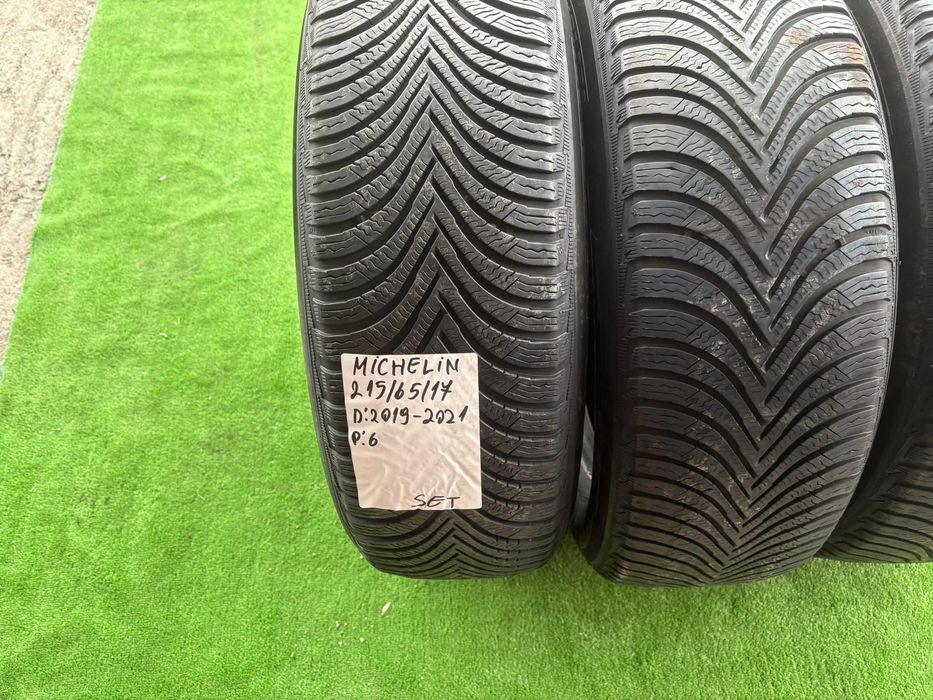 MiCHELiN
215/65/17
D:2019-2021
P:6
SET